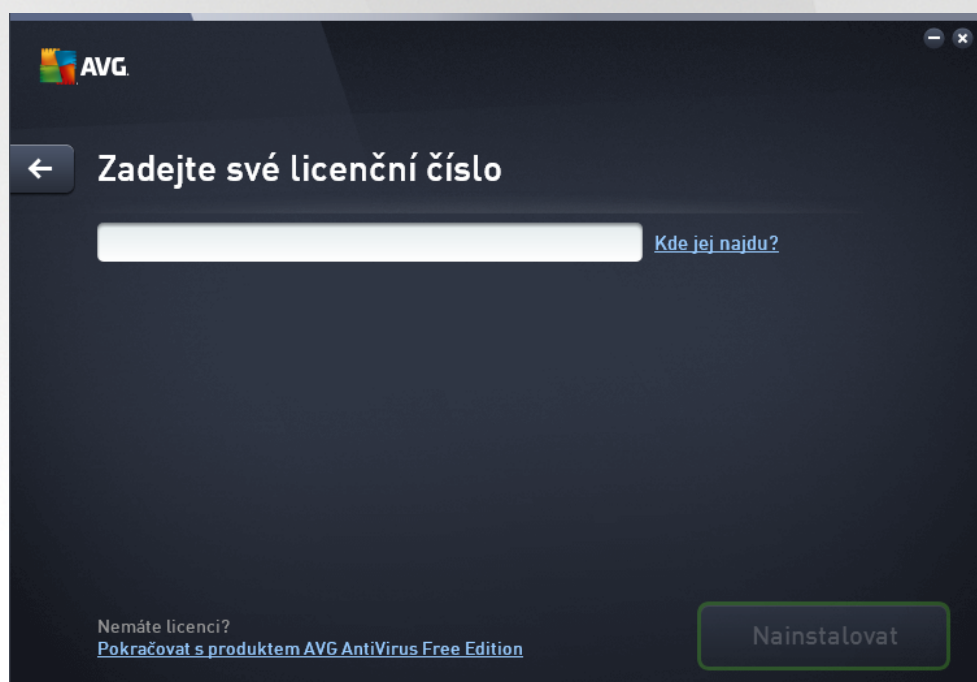 AVG
Zadejte své licenční číslo
Kde jej najdu?
Nemáte licenci?
Pokračovat s produktem AVG AntiVirus Free Edition
Nainstalovat